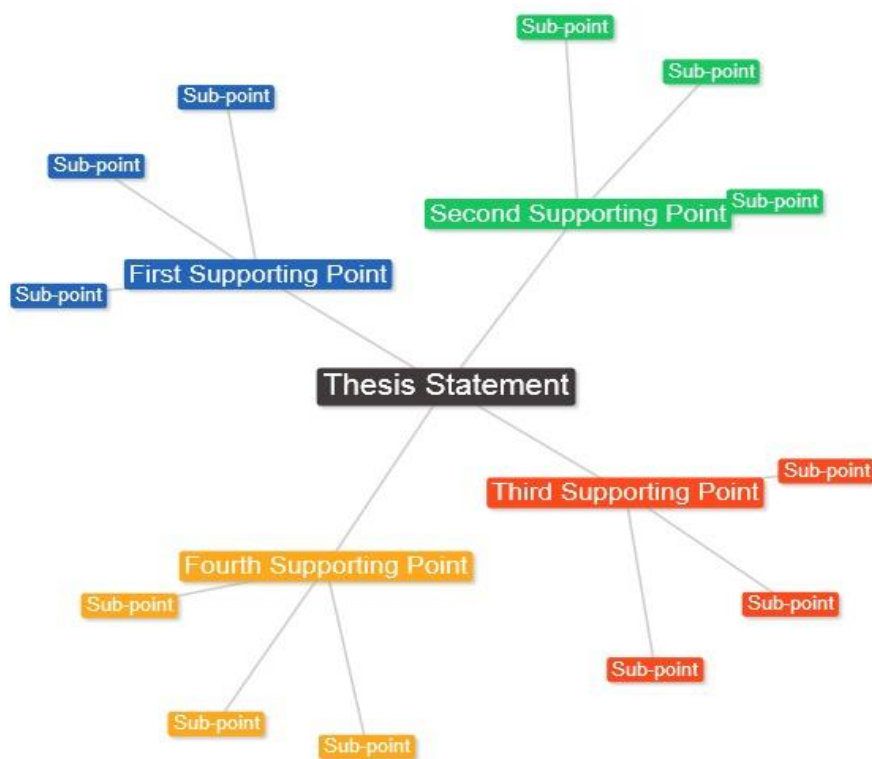 Sub-point
Sub-point
Sub-point
Sub-point
Sub-point
Second Supporting Point
First Supporting Point
Sub-point
Thesis Statement
Sub-point
Third Supporting Point
Fourth Supporting Point
Sub-point
Sub-point
Sub-point
Sub-point
Sub-point